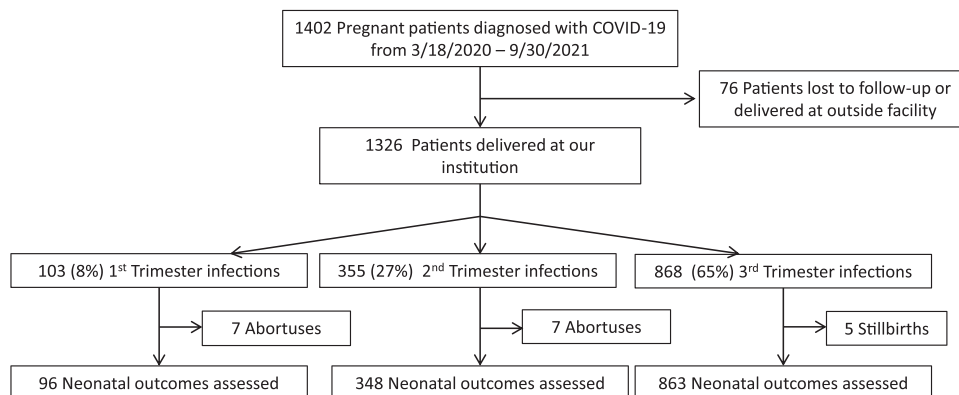 1402 Pregnant patients diagnosed with COVID-19
from 3/18/2020 – 9/30/2021
76 Patients lost to follow-up or
delivered at outside facility
1326 Patients delivered at our
institution
103 (8%) 1st Trimester infections
355 (27%) 2nd Trimester infections
868 (65%) 3rd Trimester infections
7 Abortuses
7 Abortuses
5 Stillbirths
96 Neonatal outcomes assessed
348 Neonatal outcomes assessed
863 Neonatal outcomes assessed